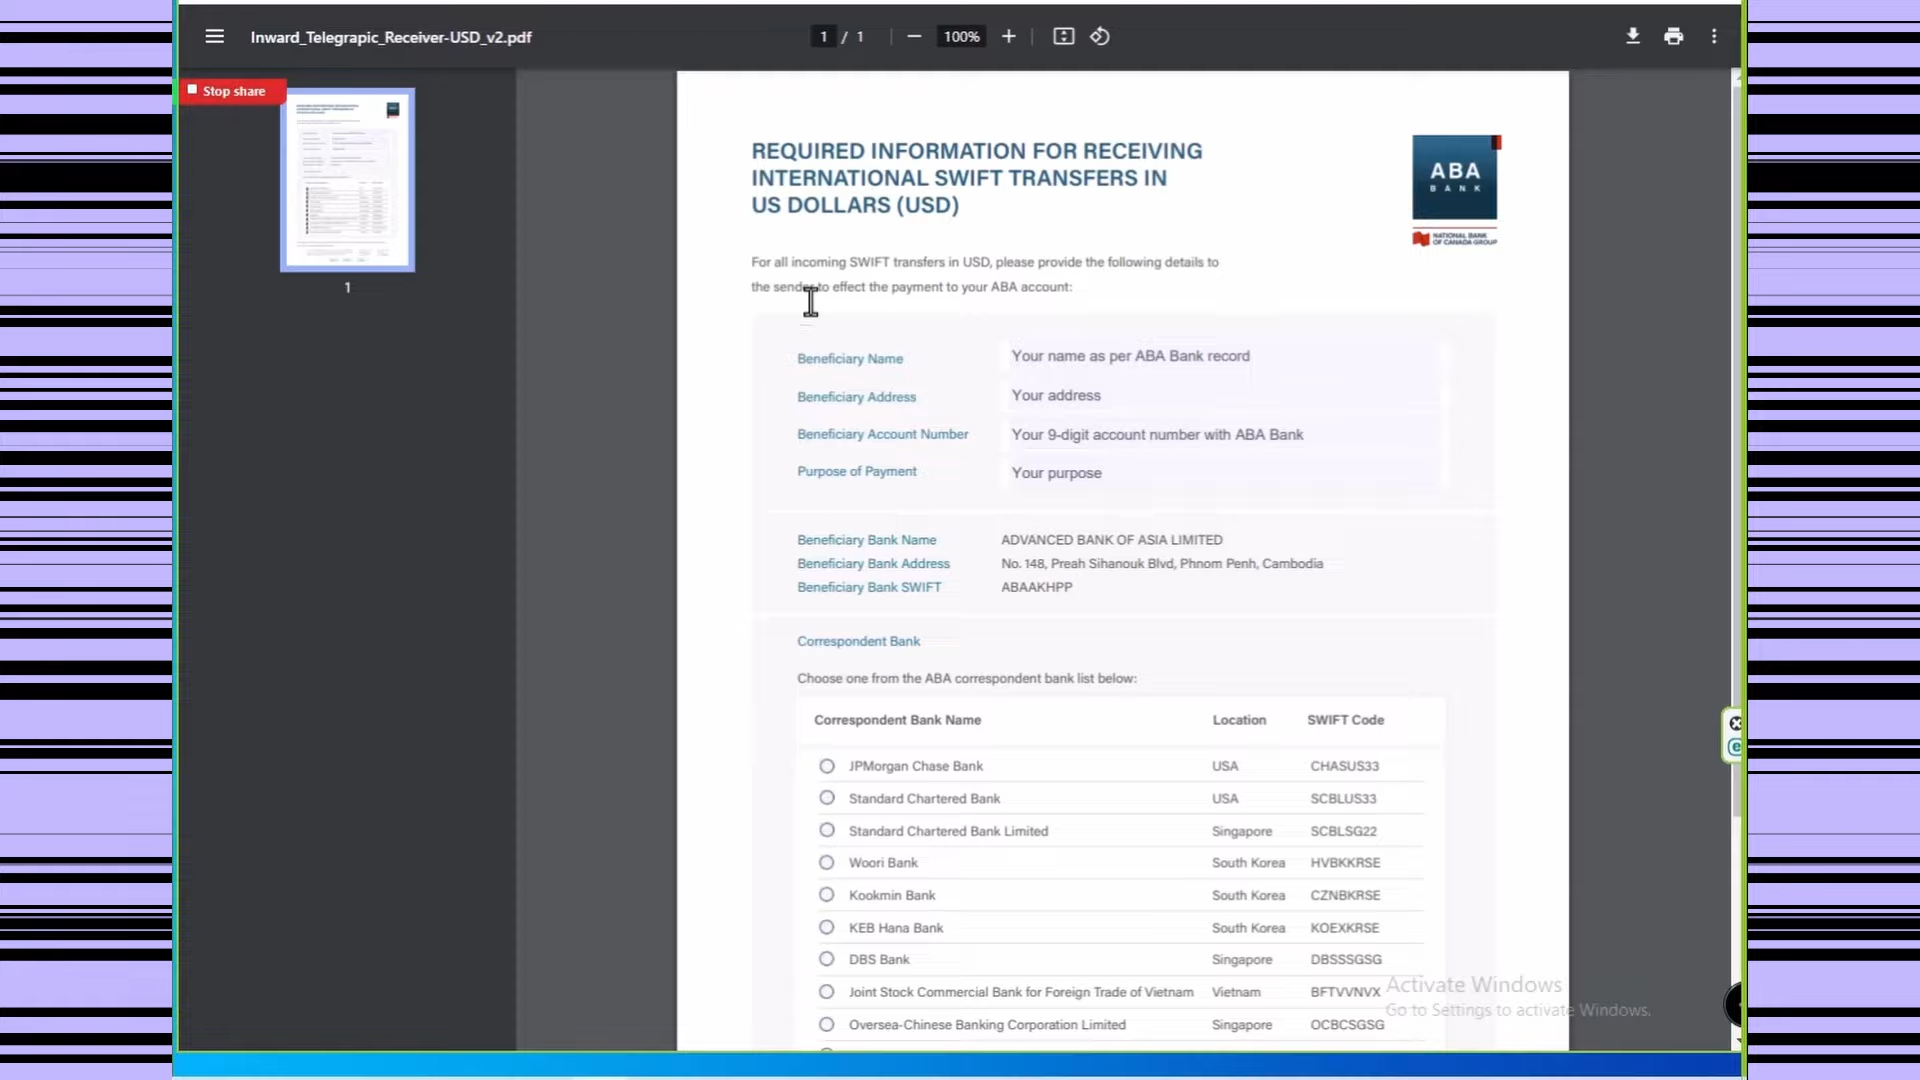 Inward_Telegrapic_Receiver-USD_v2.pdf
1 / 1
100%
Stop share
1
REQUIRED INFORMATION FOR RECEIVING
INTERNATIONAL SWIFT TRANSFERS IN
US DOLLARS (USD)
ABA
BANK
NATIONAL BANK
OF CANADA GROUP
For all incoming SWIFT transfers in USD, please provide the following details to
the sender to effect the payment to your ABA account:
Beneficiary Name Your name as per ABA Bank record
Beneficiary Address Your address
Beneficiary Account Number Your 9-digit account number with ABA Bank
Purpose of Payment Your purpose
Beneficiary Bank Name ADVANCED BANK OF ASIA LIMITED
Beneficiary Bank Address No. 148, Preah Sihanouk Blvd, Phnom Penh, Cambodia
Beneficiary Bank SWIFT ABAAKHPP
Correspondent Bank
Choose one from the ABA correspondent bank list below:
Correspondent Bank Name Location SWIFT Code
JPMorgan Chase Bank USA CHASUS33
Standard Chartered Bank USA SCBLUS33
Standard Chartered Bank Limited Singapore SCBLSG22
Woori Bank South Korea HVBKKRSE
Kookmin Bank South Korea CZNBKRSE
KEB Hana Bank South Korea KOEXKRSE
DBS Bank Singapore DBSSSGSG
Joint Stock Commercial Bank for Foreign Trade of Vietnam Vietnam BFTVVNVX
Oversea-Chinese Banking Corporation Limited Singapore OCBCSGSG
Activate Windows
Go to Settings to activate Windows.